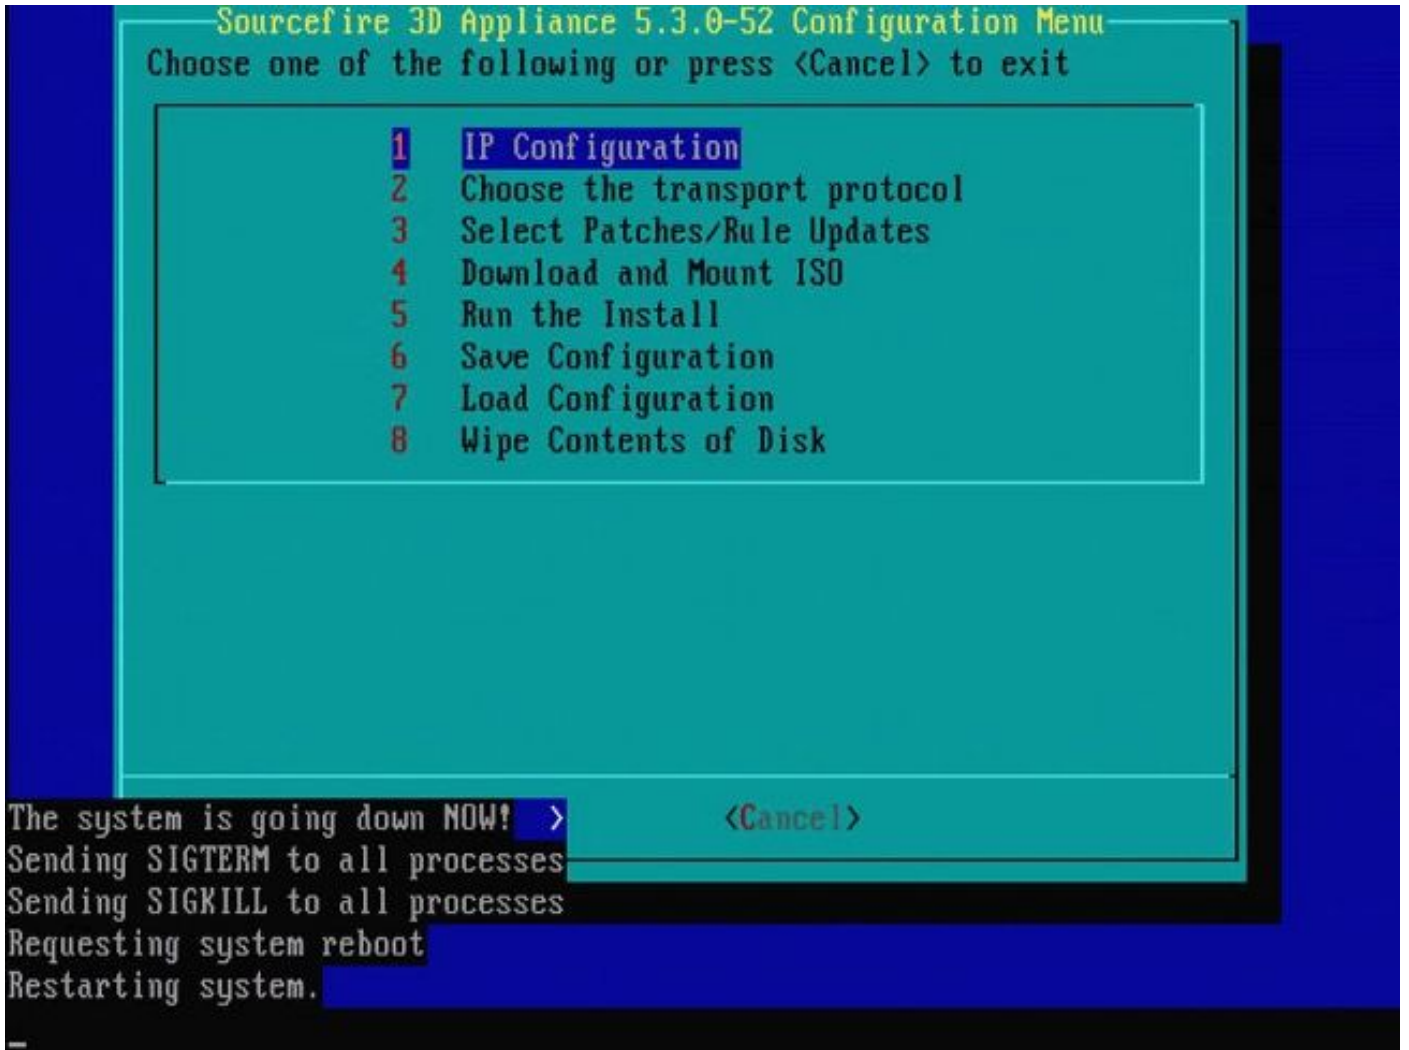 Sourcefire 3D Appliance 5.3.0-52 Configuration Menu
Choose one of the following or press <Cancel> to exit
1 IP Configuration
2 Choose the transport protocol
3 Select Patches/Rule Updates
4 Download and Mount ISO
5 Run the Install
6 Save Configuration
7 Load Configuration
8 Wipe Contents of Disk
The system is going down NOW! > <Cancel>
Sending SIGTERM to all processes
Sending SIGKILL to all processes
Requesting system reboot
Restarting system.